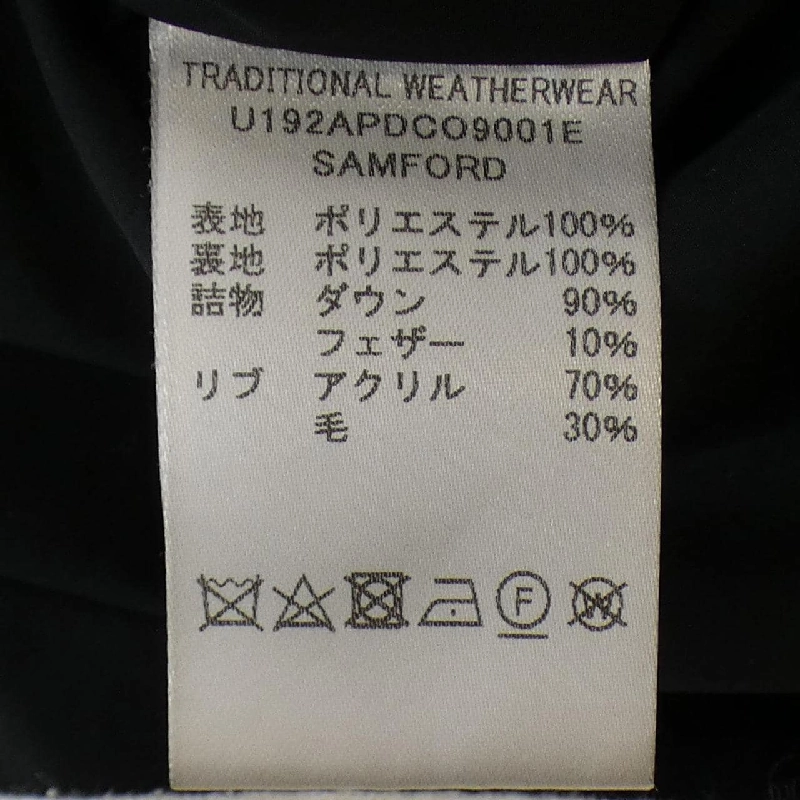 TRADITIONAL WEATHERWEAR
U192APDCO9001E
SAMFORD
表地 ポリエステル100%
裏地 ポリエステル100%
詰物 ダウン 90%
フェザー 10%
リブ アクリル 70%
毛 30%
F
W